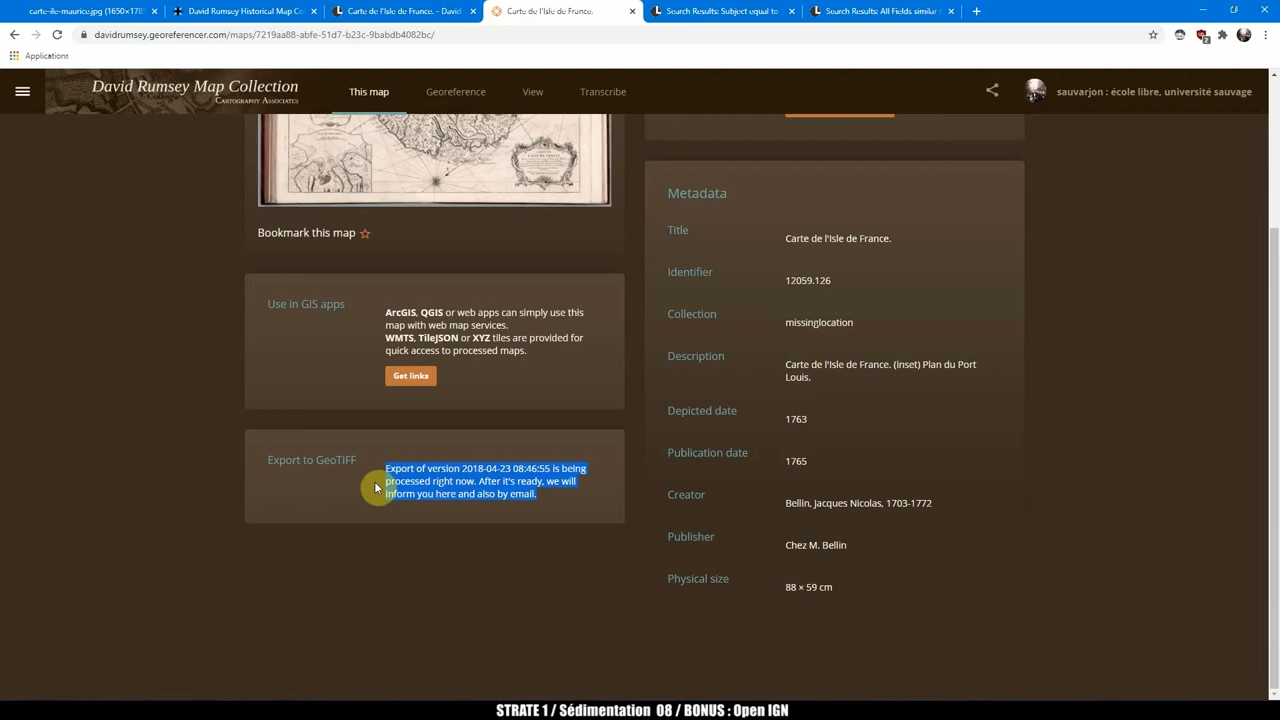 carte-ile-maurice.jpg (1650×178
David Rumsey Historical Map Co
Carte de l'Isle de France. - David
Carte de l'Isle de France.
Search Results: Subject equal to
Search Results: All Fields similar t
davidrumsey.georeferencer.com/maps/7219aa88-abfe-51d7-b23c-9babdb4082bc/
Applications
David Rumsey Map Collection
Cartography Associates
This map
Georeference
View
Transcribe
sauvarjon : école libre, université sauvage
Bookmark this map
Use in GIS apps
ArcGIS, QGIS or web apps can simply use this
map with web map services.
WMTS, TileJSON or XYZ tiles are provided for
quick access to processed maps.
Get links
Export to GeoTIFF
Export of version 2018-04-23 08:46:55 is being
processed right now. After it's ready, we will
inform you here and also by email.
Metadata
Title
Carte de l'Isle de France.
Identifier
12059.126
Collection
missinglocation
Description
Carte de l'Isle de France. (inset) Plan du Port
Louis.
Depicted date
1763
Publication date
1765
Creator
Bellin, Jacques Nicolas, 1703-1772
Publisher
Chez M. Bellin
Physical size
88 × 59 cm
STRATE 1 / Sédimentation 08 / BONUS : Open IGN